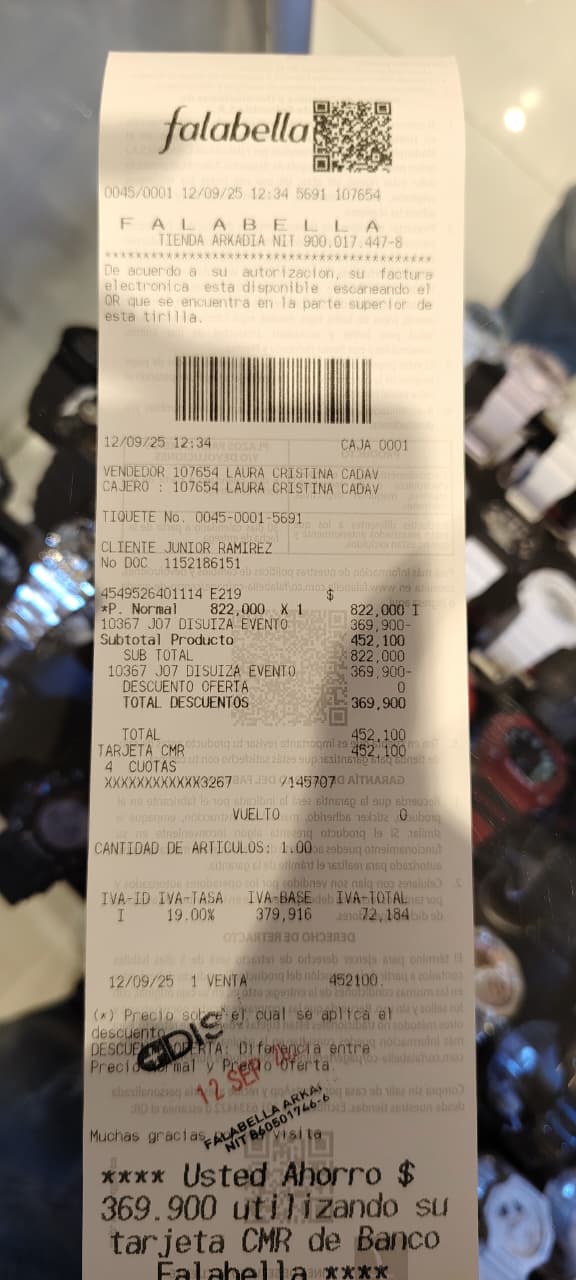 falabella
0045/0001 12/09/25 12:34 5691 107654
F A L A B E L L A
TIENDA ARKADIA NIT 900.017.447-8
******************************************
De acuerdo a su autorizacion, su factura
electronica esta disponible escaneando el
QR que se encuentra en la parte superior de
esta tirilla.
12/09/25 12:34 CAJA 0001
VENDEDOR 107654 LAURA CRISTINA CADAV
CAJERO : 107654 LAURA CRISTINA CADAV
TIQUETE No. 0045-0001-5691
CLIENTE JUNIOR RAMIREZ
No DOC 1152186151
4549526401114 E219 $
*P. Normal 822,000 X 1 822,000 I
10367 J07 DISUIZA EVENTO 369,900-
Subtotal Producto 452,100
SUB TOTAL 822,000
10367 J07 DISUIZA EVENTO 369,900-
DESCUENTO OFERTA 0
TOTAL DESCUENTOS 369,900
TOTAL 452,100
TARJETA CMR 452,100
4 CUOTAS
XXXXXXXXXXXX3267 /145707
VUELTO 0
CANTIDAD DE ARTICULOS: 1.00
IVA-ID IVA-TASA IVA-BASE IVA-TOTAL
I 19.00% 379,916 72,184
12/09/25 1 VENTA 452100.
(*) Precio sobre el cual se aplica el
descuento
DIS
Diferencia entre
Precio Normal y Precio Oferta.
12 SEP
FALABELLA ARKA
Muchas gracias visita
**** Usted Ahorro $
369.900 utilizando su
tarjeta CMR de Banco
Falabella ****